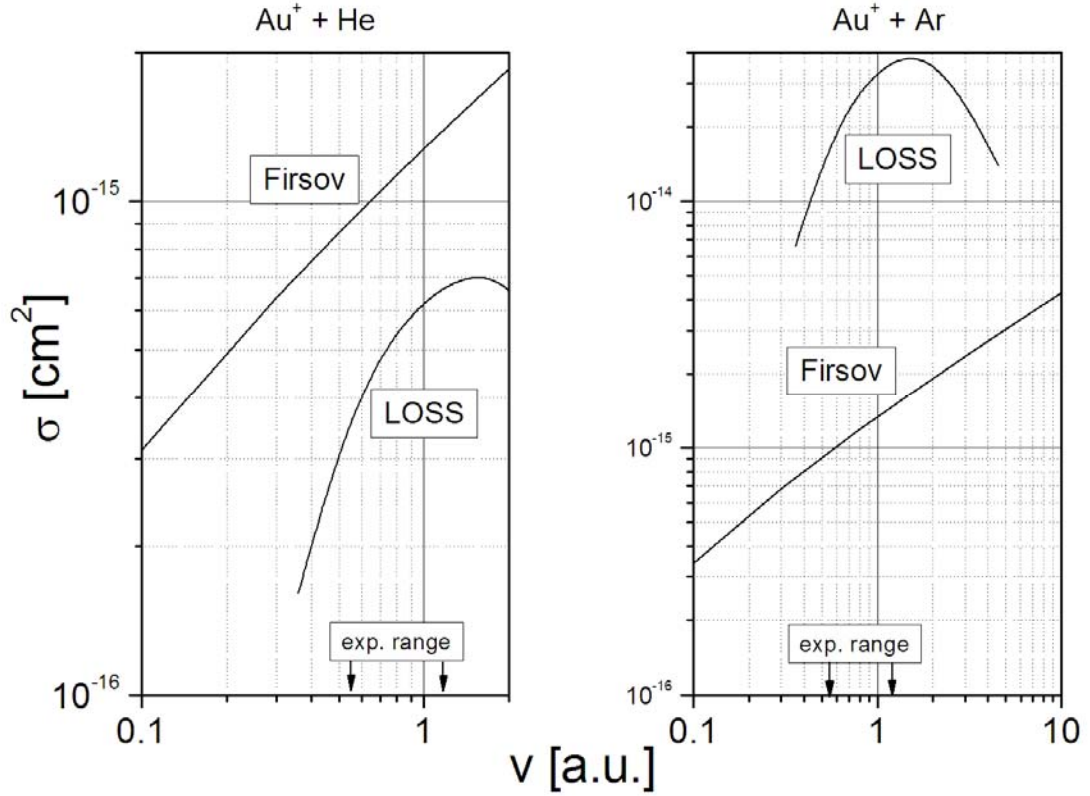 Au⁺ + He
Au⁺ + Ar
σ [cm²]
10⁻¹⁵
10⁻¹⁶
Firsov
LOSS
exp. range
0.1
1
10⁻¹⁴
10⁻¹⁵
10⁻¹⁶
LOSS
Firsov
exp. range
0.1
1
10
v [a.u.]